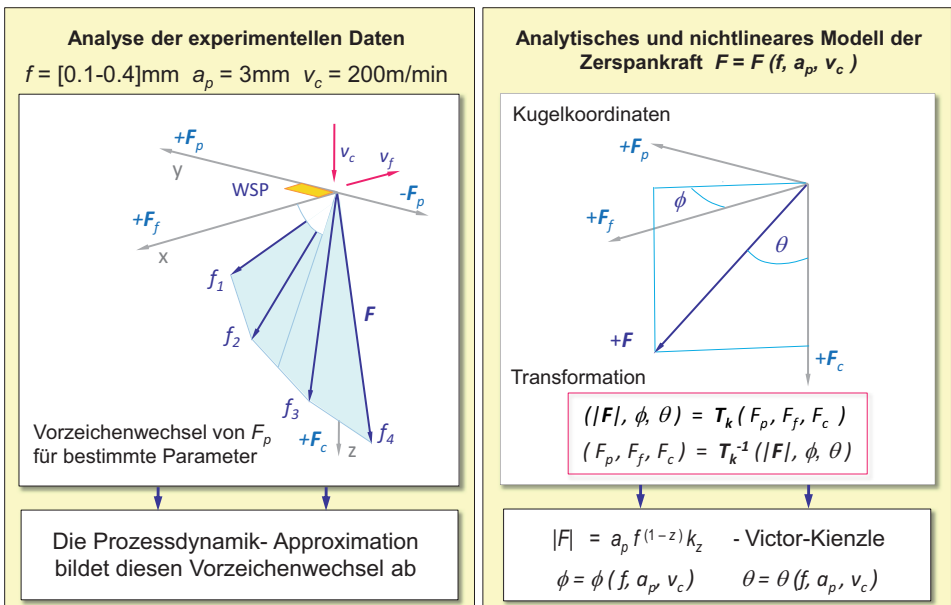 Analyse der experimentellen Daten
f = [0.1-0.4]mm a_p = 3mm v_c = 200m/min
+F_p
y
WSP
v_c
v_f
-F_p
+F_f
x
f_1
f_2
F
f_3
+F_c
z
f_4
Vorzeichenwechsel von F_p
für bestimmte Parameter
Die Prozessdynamik- Approximation
bildet diesen Vorzeichenwechsel ab
Analytisches und nichtlineares Modell der
Zerspankraft F = F (f, a_p, v_c )
Kugelkoordinaten
+F_p
ϕ
+F_f
θ
+F
+F_c
Transformation
(|F|, ϕ, θ) = T_k ( F_p, F_f, F_c )
( F_p, F_f, F_c ) = T_k^-1 (|F|, ϕ, θ)
|F| = a_p f^(1-z) k_z - Victor-Kienzle
ϕ = ϕ ( f, a_p, v_c ) θ = θ (f, a_p, v_c )